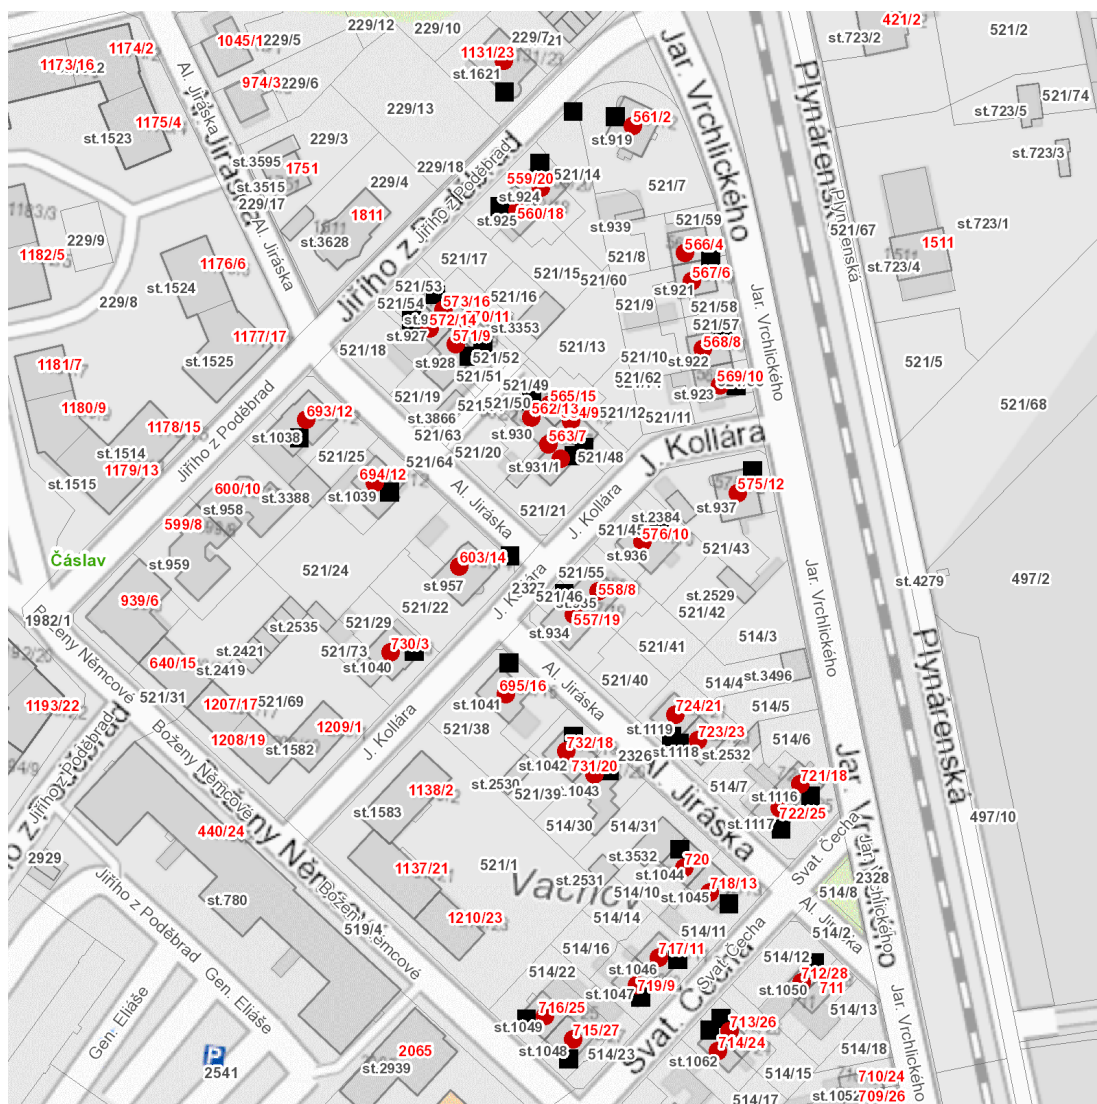 229/12
229/10
421/2
1174/2
1045/1
229/5
229/7
521/2
st.723/2
1131/23
1173/16
st.1621
Al. Jiráska
974/3
229/6
Plynárenská
521/74
229/13
st.723/5
1175/4
561/2
st.1523
229/3
st.919
st.723/3
st.3595
1751
229/18
521/14
559/20
st.3515
229/4
521/7
st.924
229/17
1811
560/18
st.925
st.939
521/59
Jar. Vrchlického
Plynárenská
521/67
st.723/1
1182/5
229/9
Al. Jiráska
st.3628
Jiřího z Poděbrad
1511
566/4
521/8
1176/6
521/17
521/15
567/6
st.723/4
521/60
st.921
st.1524
521/53
229/8
521/54
573/16
521/16
521/9
521/58
572/14
521/57
st.927
571/9
st.3353
1177/17
568/8
521/18
521/13
521/10
st.922
521/5
1181/7
st.1525
st.928
521/52
521/51
521/62
569/10
st.923
521/49
521/19
565/15
521/50
1180/9
562/13
521/12
521/68
693/12
st.3866
521/11
1178/15
st.930
st.1038
521/63
563/7
J. Kollára
st.1514
521/25
521/20
521/48
1179/13
521/64
st.931/1
694/12
st.1515
600/10
st.3388
st.1039
575/12
st.958
st.937
599/8
521/21
st.2384
J. Kollára
576/10
603/14
st.936
521/43
Čáslav
st.959
521/24
521/55
st.957
2327
558/8
497/2
st.4279
939/6
521/46
st.2529
521/22
557/19
521/42
1982/1
521/29
st.2535
st.934
514/3
521/73
730/3
521/41
st.2421
st.1040
640/15
st.2419
514/4
st.3496
695/16
521/40
521/31
521/69
st.1041
724/21
514/5
1193/22
1207/17
1209/1
521/38
st.1119
723/23
732/18
514/6
1208/19
st.1582
st.1118
st.2532
2326
st.1042
731/20
721/18
st.2530
514/7
1138/2
521/39
st.1116
st.1583
722/25
497/10
440/24
514/30
514/31
st.1117
Svat. Čecha
2929
st.3532
720
1137/21
521/1
st.1044
2328
st.2531
718/13
514/10
514/8
st.780
st.1045
Vachov
1210/23
514/14
519/4
514/11
514/2
514/16
717/11
514/12
514/22
st.1046
712/28
719/9
st.1050
711
st.1047
514/13
716/25
st.1049
713/26
715/27
2065
st.1048
514/23
714/24
514/18
P
2541
st.2939
st.1062
514/15
710/24
st.1052
709/26
514/17
Boženy Němcové
Boženy Němcové
Boženy Němcové
Jiřího z Poděbrad
Gen. Eliáše
Gen. Eliáše
Svat. Čecha
Al. Jiráska
Jar. Vrchlického